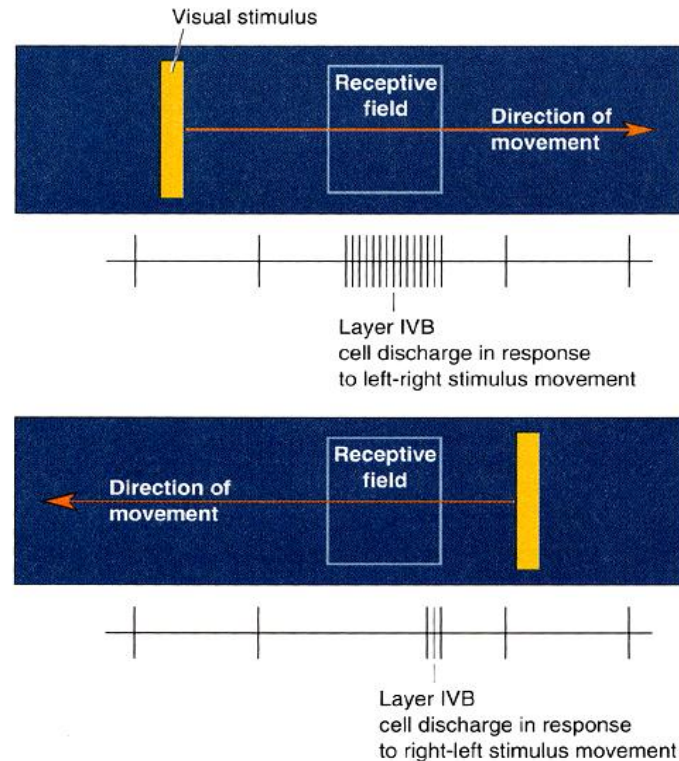 Visual stimulus
Receptive
field
Direction of
movement
Layer IVB
cell discharge in response
to left-right stimulus movement
Receptive
field
Direction of
movement
Layer IVB
cell discharge in response
to right-left stimulus movement